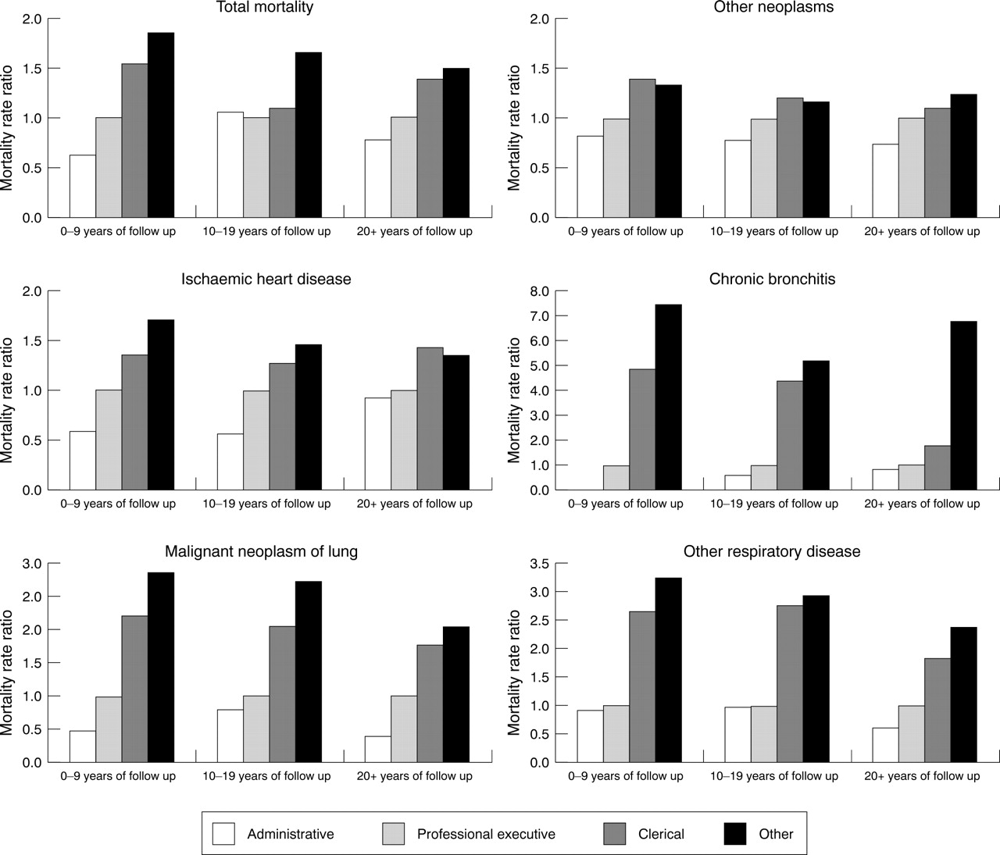 Total mortality
Mortality rate ratio
2.0
1.5
1.0
0.5
0.0
0–9 years of follow up
10–19 years of follow up
20+ years of follow up
Other neoplasms
Mortality rate ratio
2.0
1.5
1.0
0.5
0.0
0–9 years of follow up
10–19 years of follow up
20+ years of follow up
Ischaemic heart disease
Mortality rate ratio
2.0
1.5
1.0
0.5
0.0
0–9 years of follow up
10–19 years of follow up
20+ years of follow up
Chronic bronchitis
Mortality rate ratio
8.0
7.0
6.0
5.0
4.0
3.0
2.0
1.0
0.0
0–9 years of follow up
10–19 years of follow up
20+ years of follow up
Malignant neoplasm of lung
Mortality rate ratio
3.0
2.0
2.0
1.5
1.0
0.5
0.0
0–9 years of follow up
10–19 years of follow up
20+ years of follow up
Other respiratory disease
Mortality rate ratio
3.5
3.0
2.5
2.0
1.5
1.0
0.5
0.0
0–9 years of follow up
10–19 years of follow up
20+ years of follow up
Administrative
Professional executive
Clerical
Other